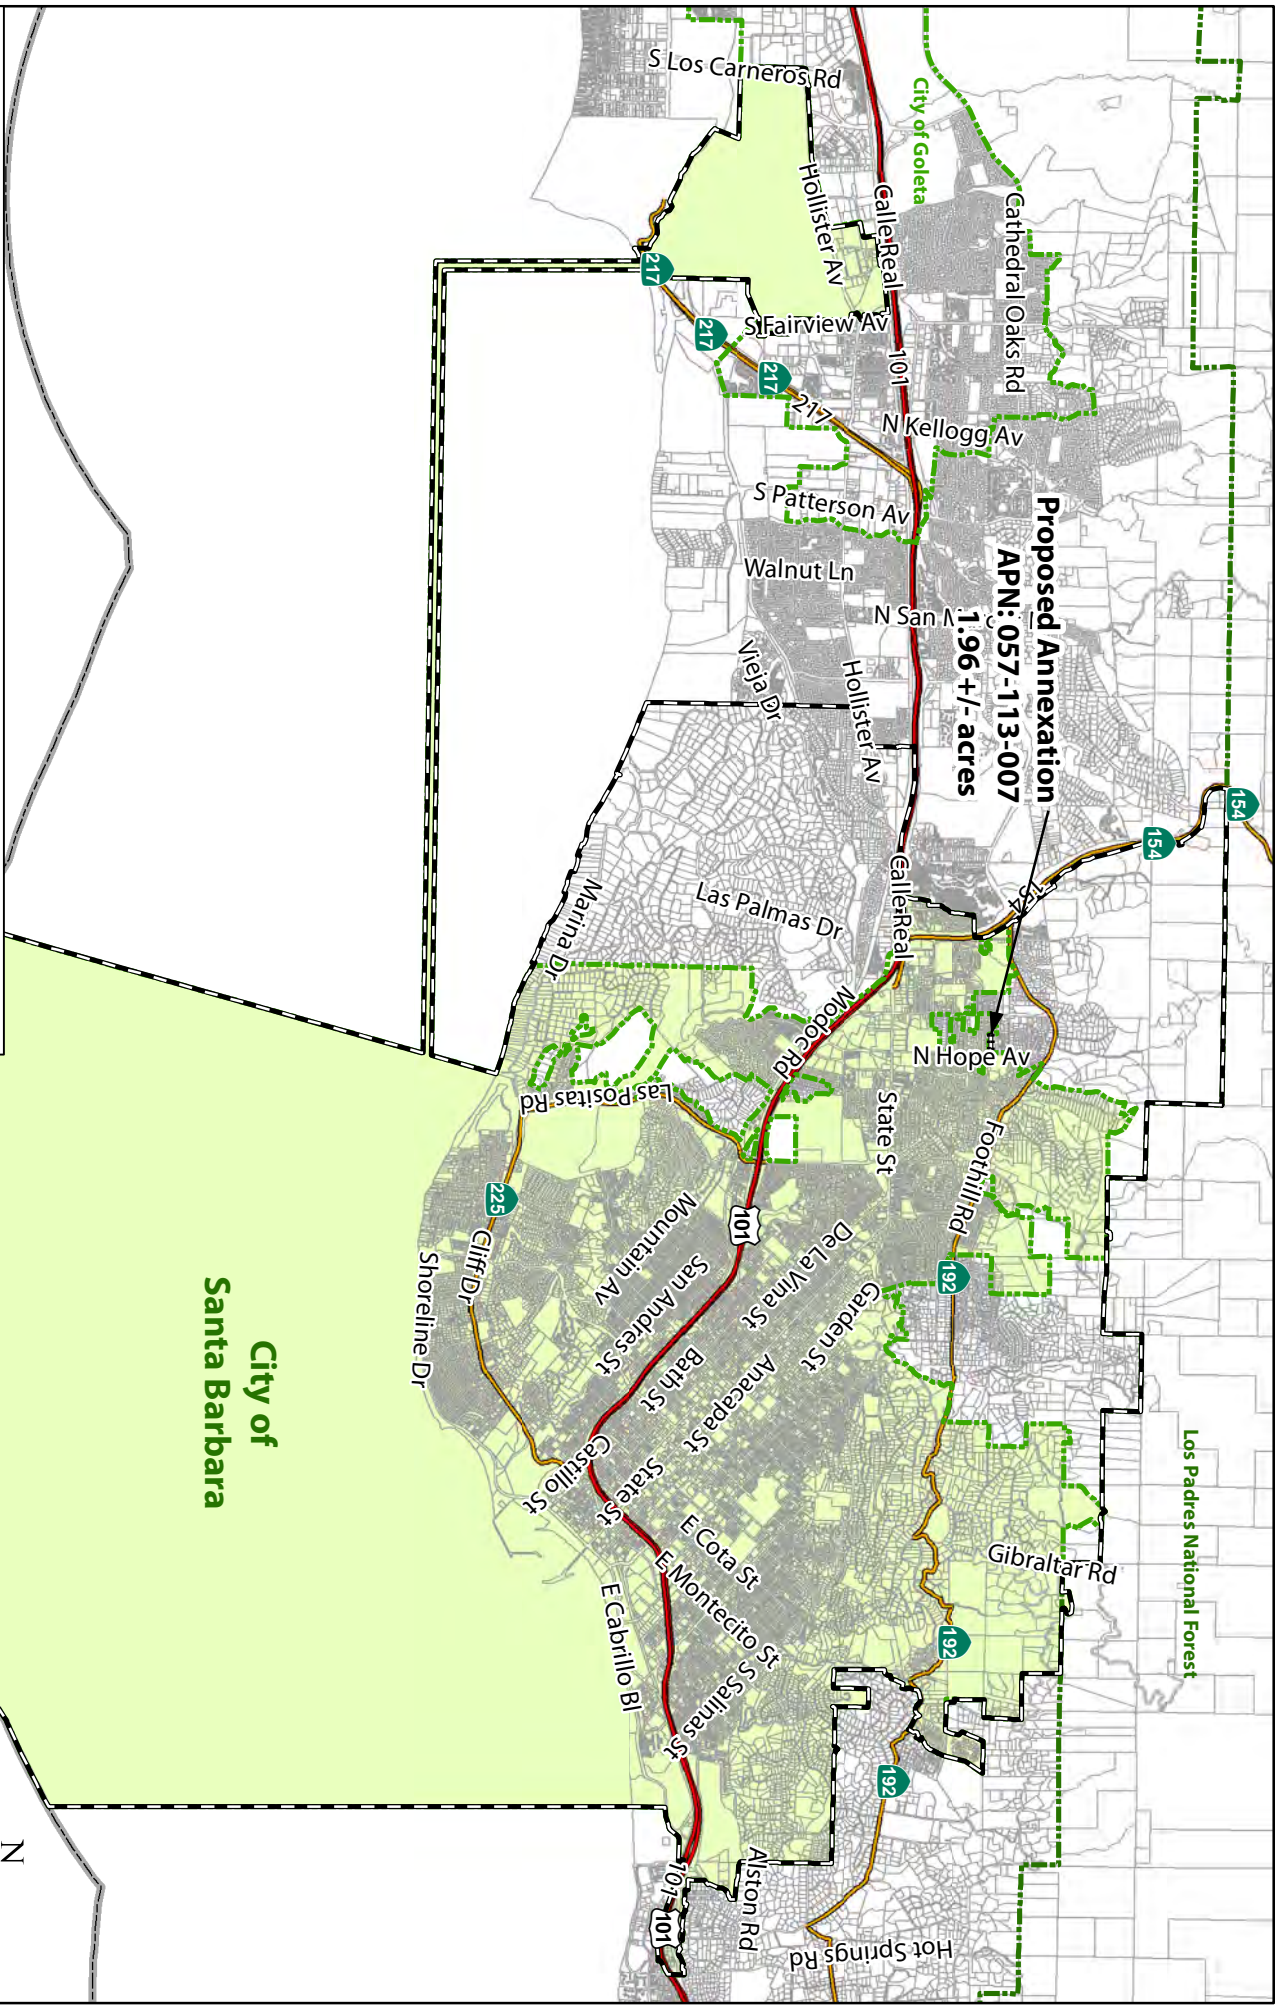 Los Padres National Forest
154
154
154
Proposed Annexation
APN: 057-113-007
1.96 +/- acres
Cathedral Oaks Rd
City of Goleta
S Los Carneros Rd
Hollister Av
Calle Real
S Fairview Av
101
N Kellogg Av
217
217
217
217
S Patterson Av
Walnut Ln
N San
Vieja Dr
Hollister Av
Calle Real
Las Palmas Dr
Marina Dr
Modoc Rd
N Hope Av
Foothill Rd
State St
Las Positas Rd
192
Gibraltar Rd
192
192
225
Cliff Dr
Shoreline Dr
Mountain Av
San Andres St
101
De La Vina St
Garden St
Bath St
Anacapa St
Castillo St
State St
E Cota St
E Montecito St
S Salinas St
E Cabrillo Bl
Alston Rd
Hot Springs Rd
101
101
City of
Santa Barbara
N